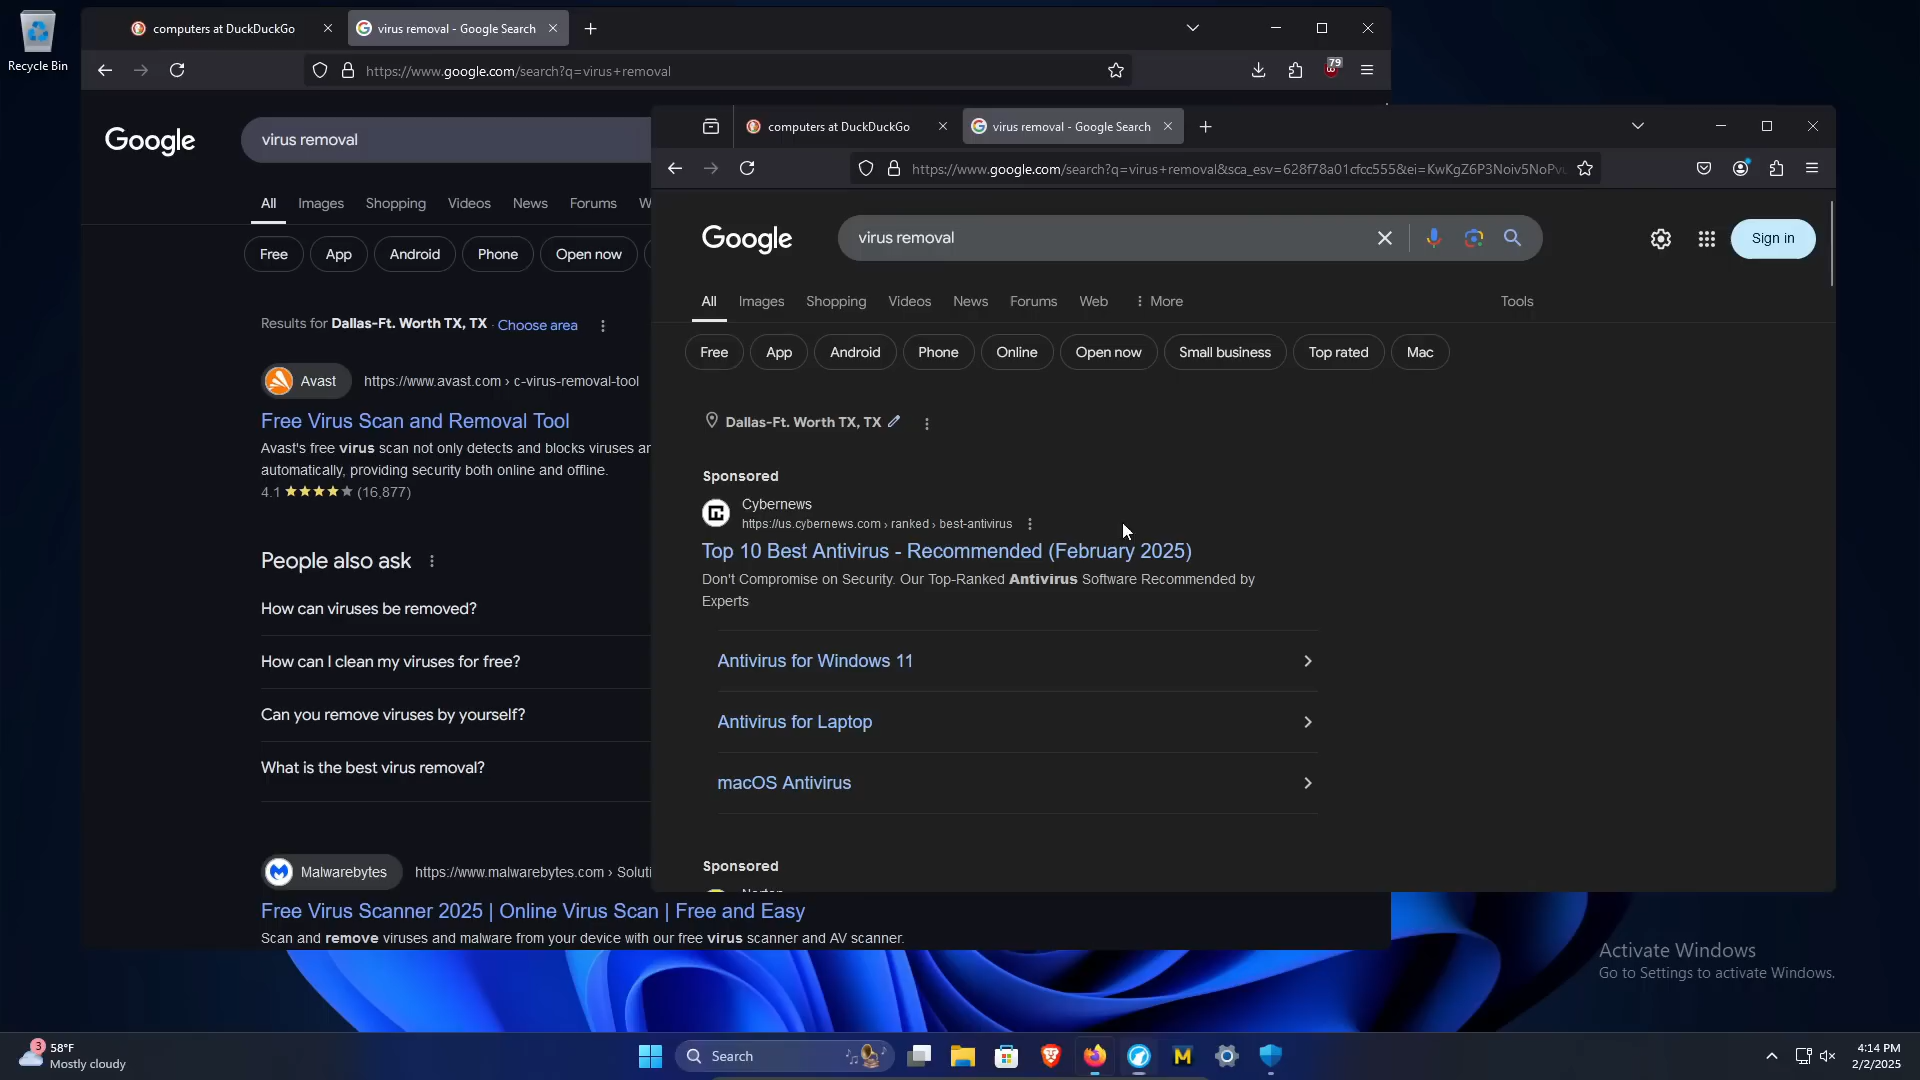 Recycle Bin
computers at DuckDuckGo
virus removal - Google Search
https://www.google.com/search?q=virus+removal
79
Google
virus removal
All Images Shopping Videos News Forums W
Free App Android Phone Open now
Results for Dallas-Ft. Worth TX, TX · Choose area
Avast
https://www.avast.com › c-virus-removal-tool
Free Virus Scan and Removal Tool
Avast's free virus scan not only detects and blocks viruses an
automatically, providing security both online and offline.
4.1 ★★★★★ (16,877)
People also ask
How can viruses be removed?
How can I clean my viruses for free?
Can you remove viruses by yourself?
What is the best virus removal?
Malwarebytes
https://www.malwarebytes.com › Soluti
Free Virus Scanner 2025 | Online Virus Scan | Free and Easy
Scan and remove viruses and malware from your device with our free virus scanner and AV scanner.
computers at DuckDuckGo
virus removal - Google Search
https://www.google.com/search?q=virus+removal&sca_esv=628f78a01cfcc555&ei=KwKgZ6P3Noiv5NoPvu
Google
virus removal
Sign in
All Images Shopping Videos News Forums Web More Tools
Free App Android Phone Online Open now Small business Top rated Mac
Dallas-Ft. Worth TX, TX
Sponsored
Cybernews
https://us.cybernews.com › ranked › best-antivirus
Top 10 Best Antivirus - Recommended (February 2025)
Don't Compromise on Security. Our Top-Ranked Antivirus Software Recommended by
Experts
Antivirus for Windows 11
Antivirus for Laptop
macOS Antivirus
Sponsored
Activate Windows
Go to Settings to activate Windows.
3
58°F
Mostly cloudy
Search
4:14 PM
2/2/2025